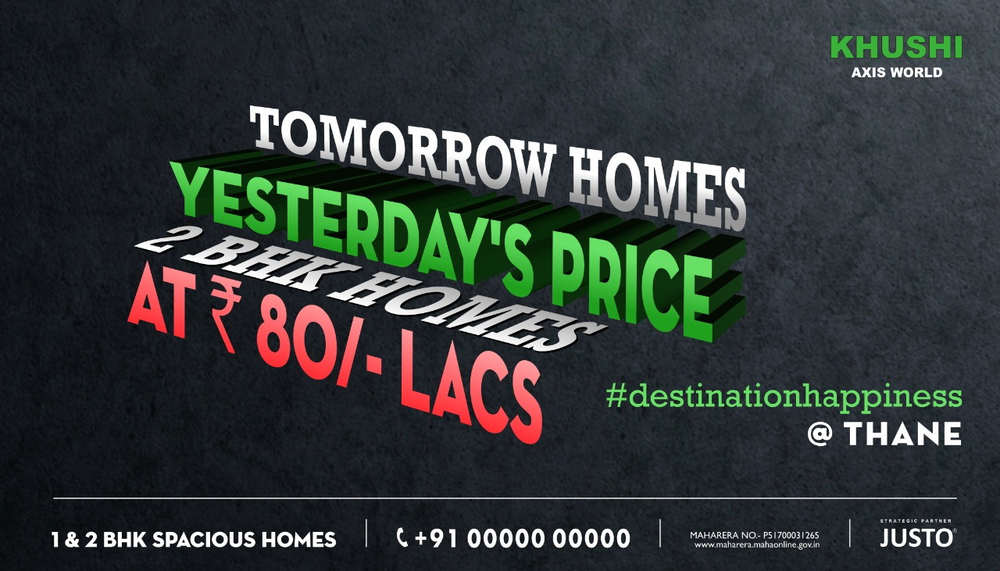 KHUSHI
AXIS WORLD
TOMORROW HOMES
YESTERDAY'S PRICE
2 BHK HOMES
AT ₹ 80/- LACS
#destinationhappiness
@ THANE
1 & 2 BHK SPACIOUS HOMES
+91 00000 00000
MAHARERA NO.- P51700031265
www.maharera.mahaonline.gov.in
STRATEGIC PARTNER
JUSTO®